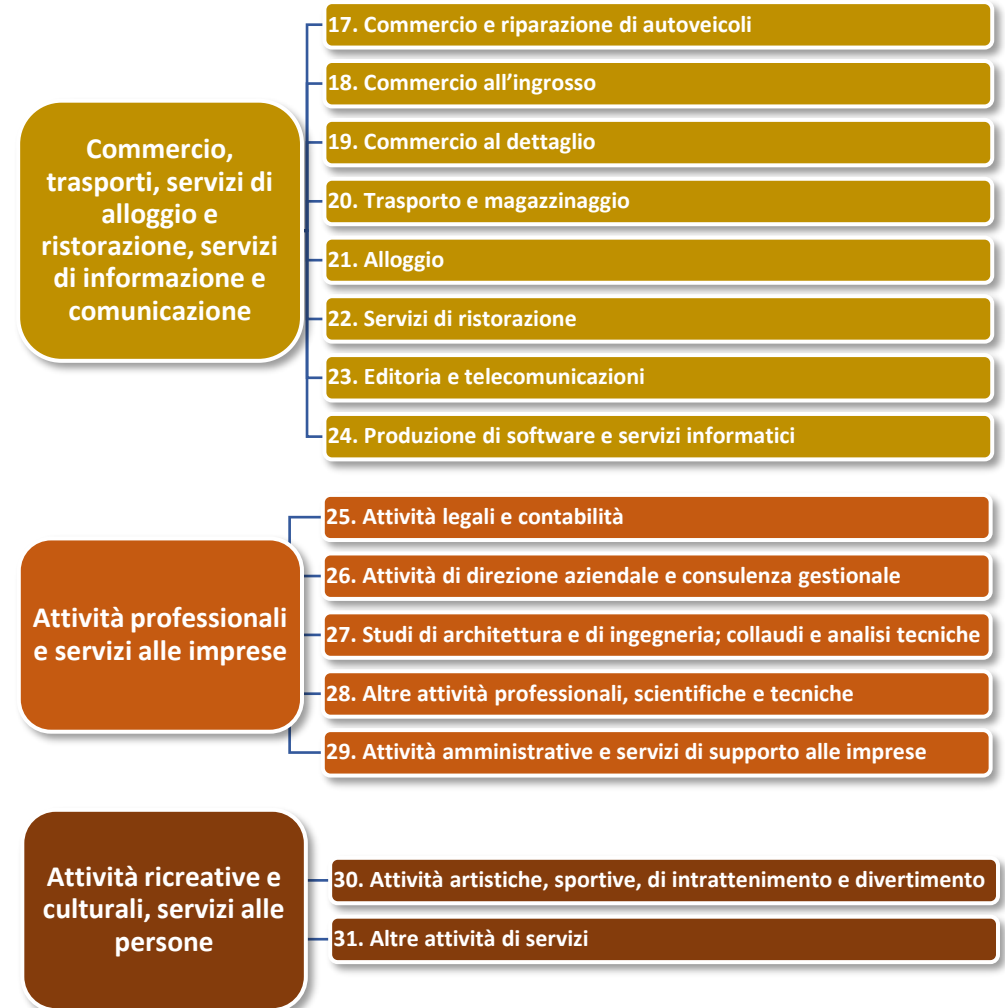 Commercio,
trasporti, servizi di
alloggio e
ristorazione, servizi
di informazione e
comunicazione
17. Commercio e riparazione di autoveicoli
18. Commercio all’ingrosso
19. Commercio al dettaglio
20. Trasporto e magazzinaggio
21. Alloggio
22. Servizi di ristorazione
23. Editoria e telecomunicazioni
24. Produzione di software e servizi informatici
Attività professionali
e servizi alle imprese
25. Attività legali e contabilità
26. Attività di direzione aziendale e consulenza gestionale
27. Studi di architettura e di ingegneria; collaudi e analisi tecniche
28. Altre attività professionali, scientifiche e tecniche
29. Attività amministrative e servizi di supporto alle imprese
Attività ricreative e
culturali, servizi alle
persone
30. Attività artistiche, sportive, di intrattenimento e divertimento
31. Altre attività di servizi